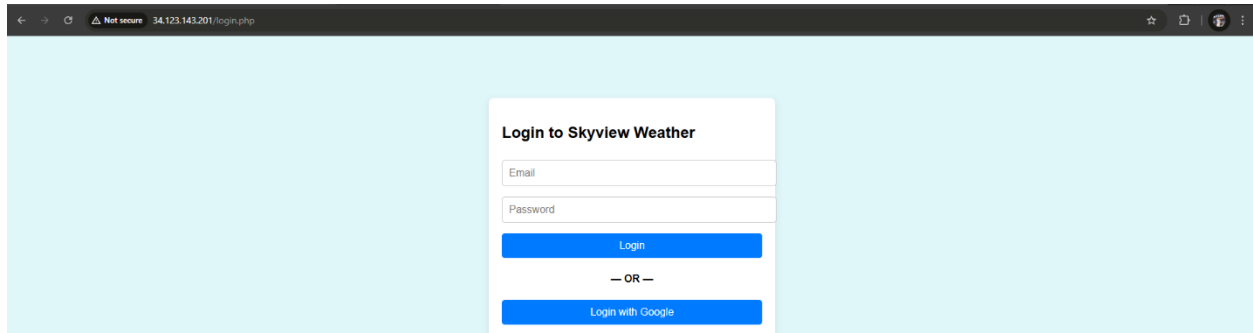 Not secure 34.123.143.201/login.php
Login to Skyview Weather
Email
Password
Login
— OR —
Login with Google